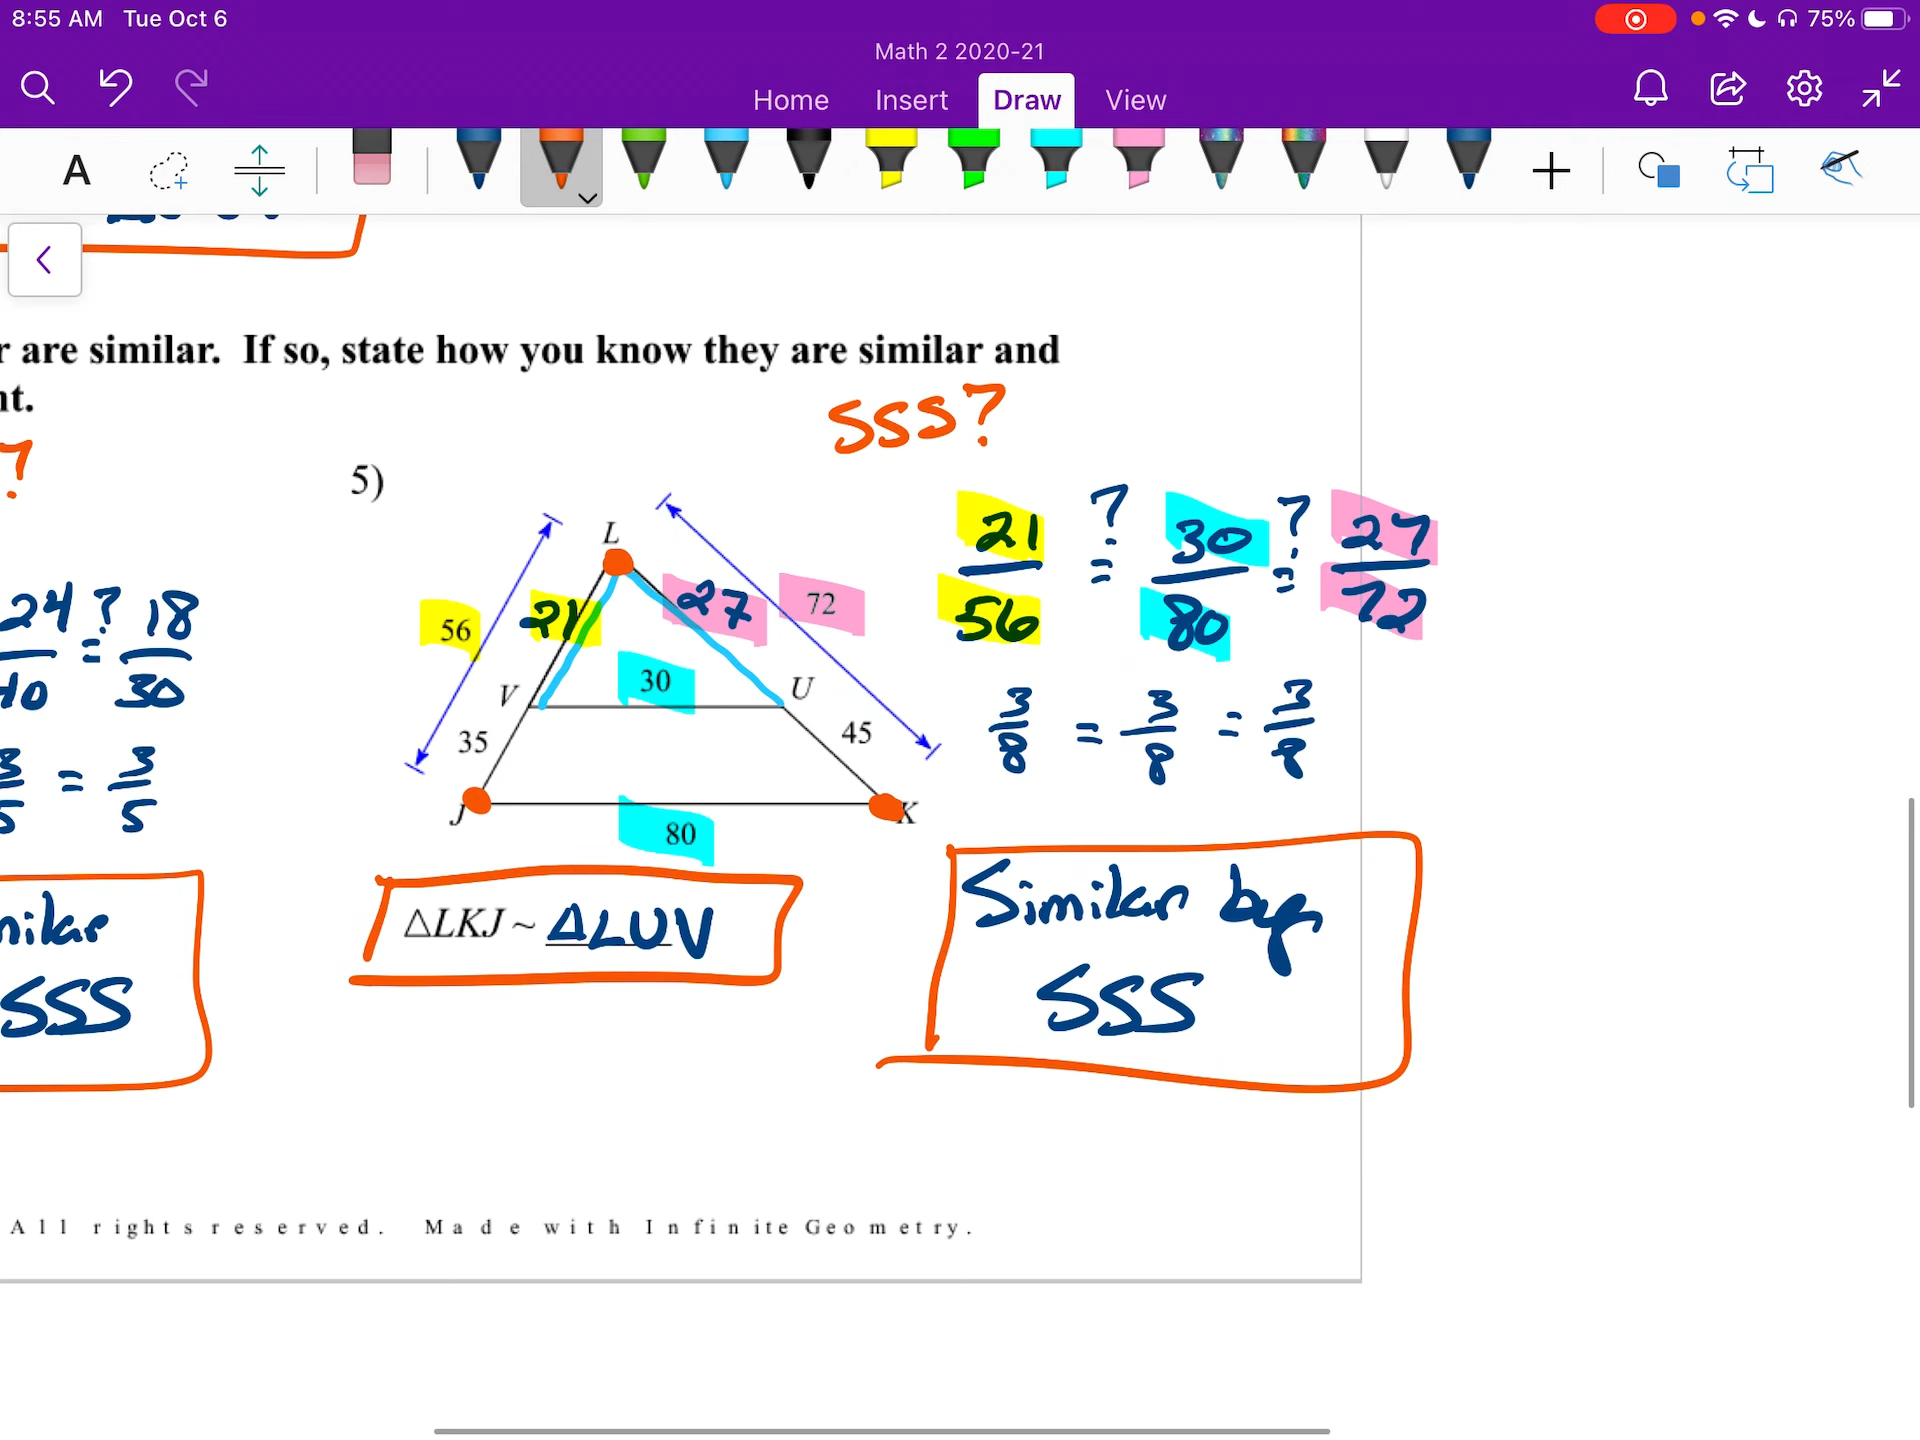 8:55 AM Tue Oct 6
75%
Math 2 2020-21
Home Insert Draw View
A
r are similar. If so, state how you know they are similar and
nt.
SSS?
?
5)
L
21 ? = 30 ? = 27
56 80 72
56 21 27 72
24 ? = 18
40 30
V 30 U
35 45
3/8 = 3/8 = 3/8
3/5 = 3/5
J K
80
milar
SSS
△LKJ ~ △LUV
Similar by
SSS
All rights reserved. Made with Infinite Geometry.